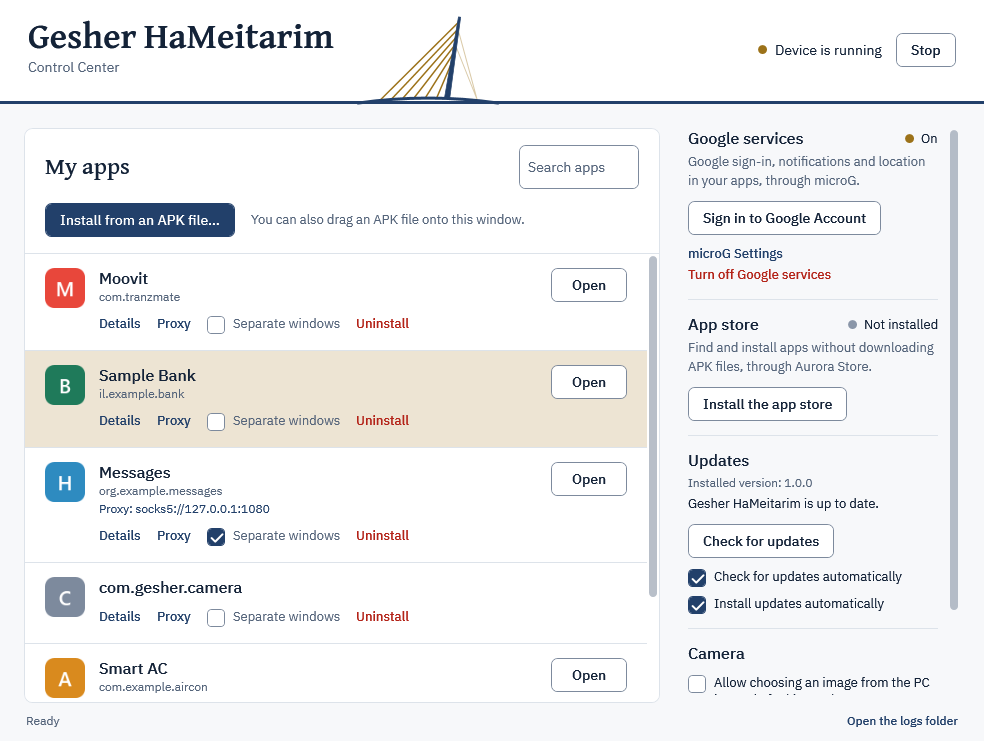 Gesher HaMeitarim
Control Center
Device is running
Stop
My apps
Search apps
Install from an APK file...
You can also drag an APK file onto this window.
M
Moovit
com.tranzmate
Open
Details Proxy Separate windows Uninstall
B
Sample Bank
il.example.bank
Open
Details Proxy Separate windows Uninstall
H
Messages
org.example.messages
Proxy: socks5://127.0.0.1:1080
Open
Details Proxy Separate windows Uninstall
C
com.gesher.camera
Details Proxy Separate windows Uninstall
A
Smart AC
com.example.aircon
Open
Google services
On
Google sign-in, notifications and location
in your apps, through microG.
Sign in to Google Account
microG Settings
Turn off Google services
App store
Not installed
Find and install apps without downloading
APK files, through Aurora Store.
Install the app store
Updates
Installed version: 1.0.0
Gesher HaMeitarim is up to date.
Check for updates
Check for updates automatically
Install updates automatically
Camera
Allow choosing an image from the PC
Ready
Open the logs folder